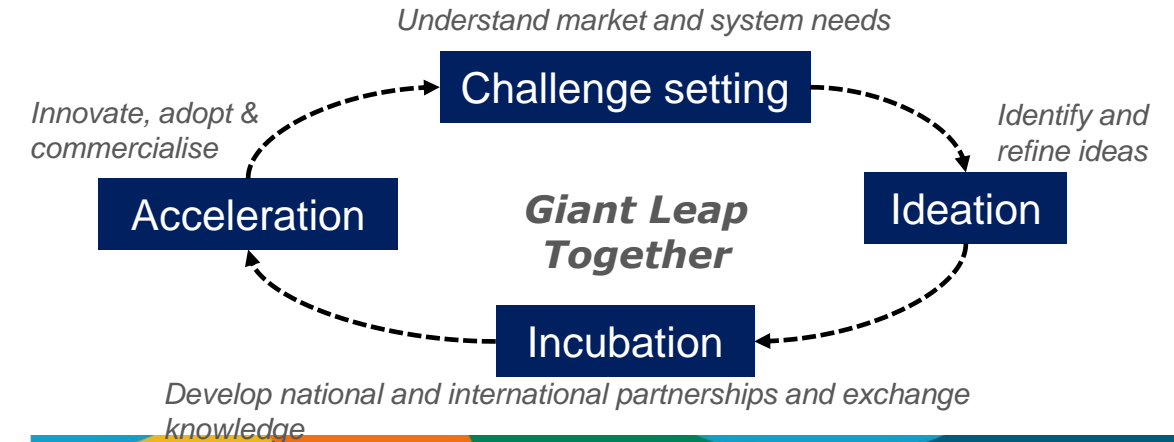 Understand market and system needs
Challenge setting
Innovate, adopt &
commercialise
Identify and
refine ideas
Acceleration
Giant Leap
Together
Ideation
Incubation
Develop national and international partnerships and exchange
knowledge